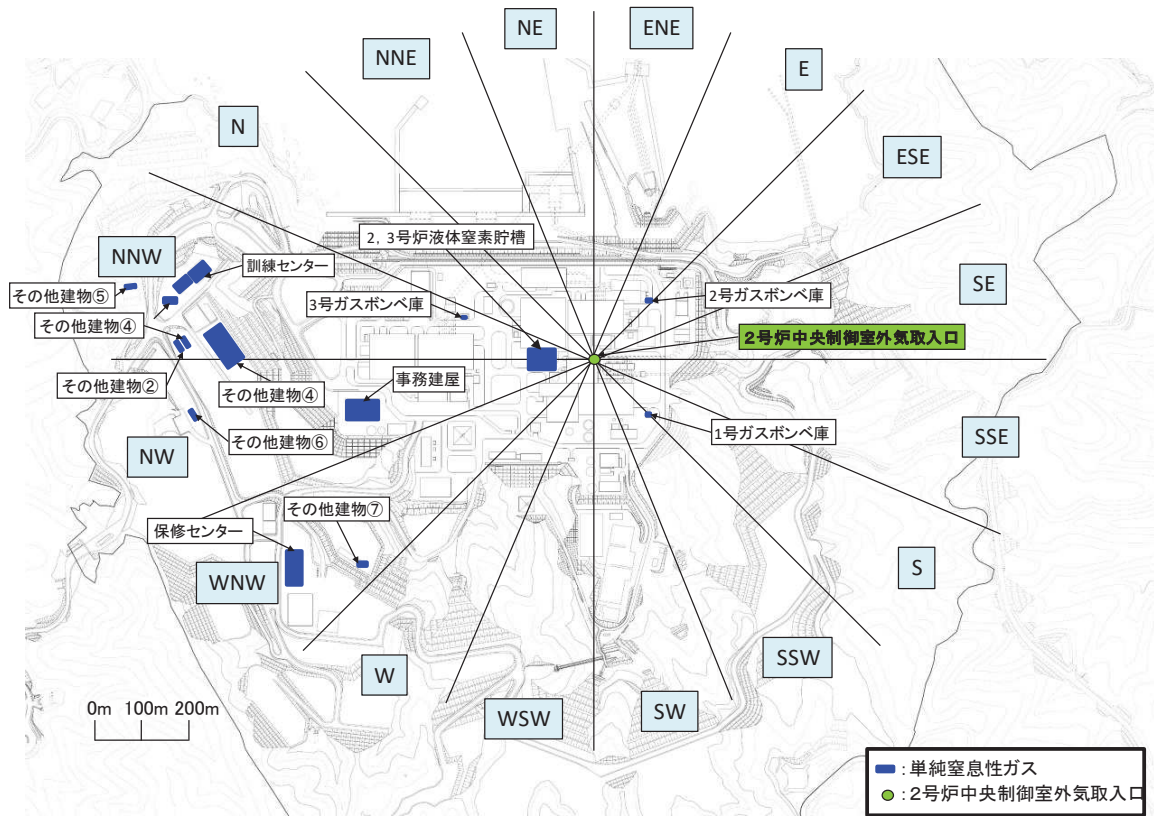 NE
ENE
NNE
E
N
ESE
2，3号炉液体窒素貯槽
NNW
訓練センター
SE
その他建物⑤
3号ガスボンベ庫
2号ガスボンベ庫
その他建物④
2号炉中央制御室外気取入口
その他建物②
その他建物④
事務建屋
その他建物⑥
1号ガスボンベ庫
SSE
NW
その他建物⑦
保修センター
WNW
S
SSW
W
WSW
SW
0m 100m 200m
：単純窒息性ガス
：2号炉中央制御室外気取入口